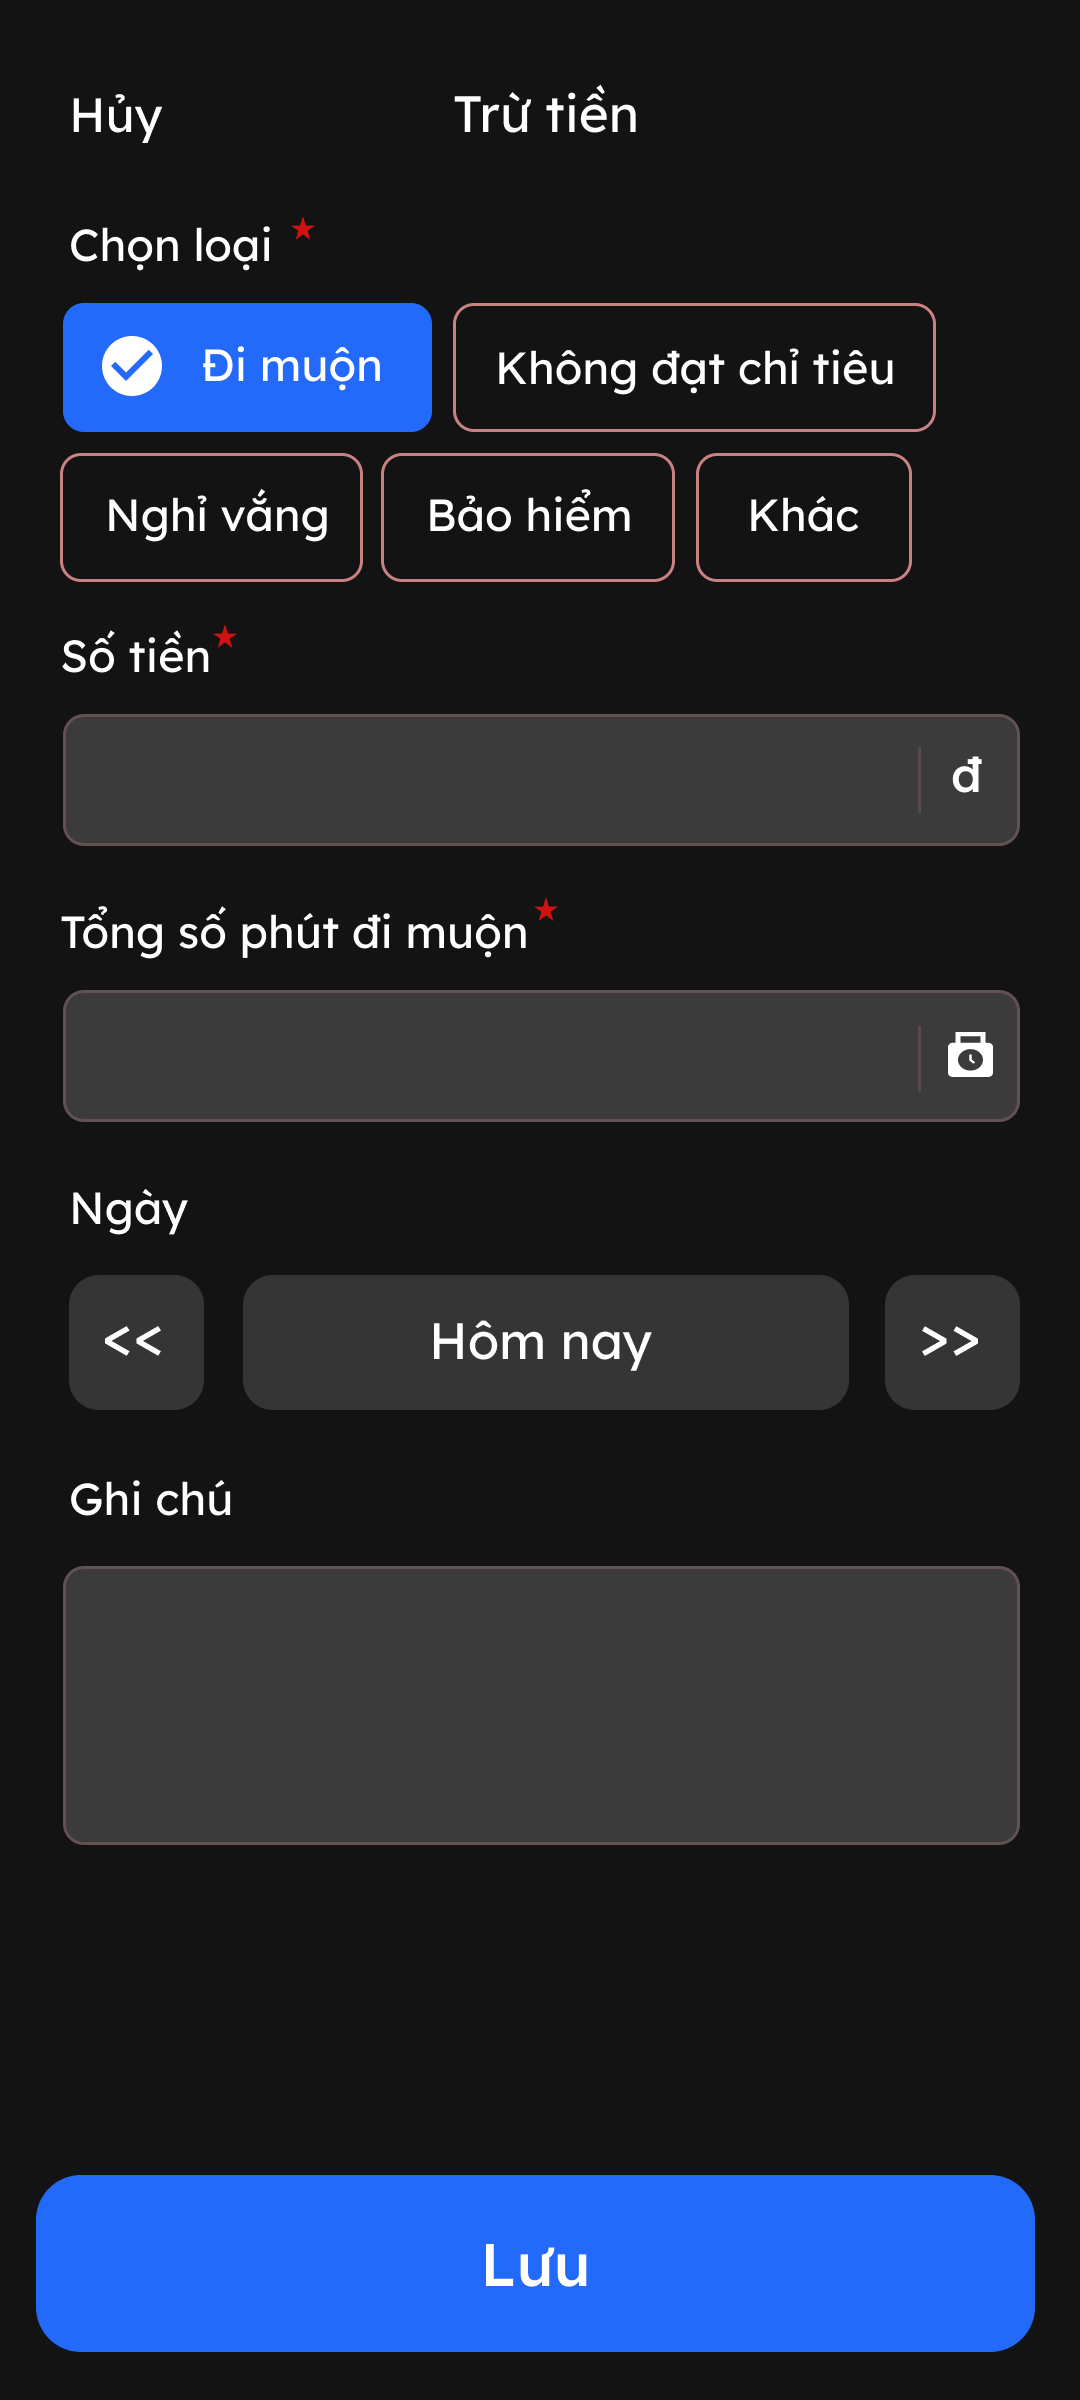 Hủy Trừ tiền
Chọn loại ★
Đi muộn Không đạt chỉ tiêu
Nghỉ vắng Bảo hiểm Khác
Số tiền★
đ
Tổng số phút đi muộn★
Ngày
<< Hôm nay >>
Ghi chú
Lưu